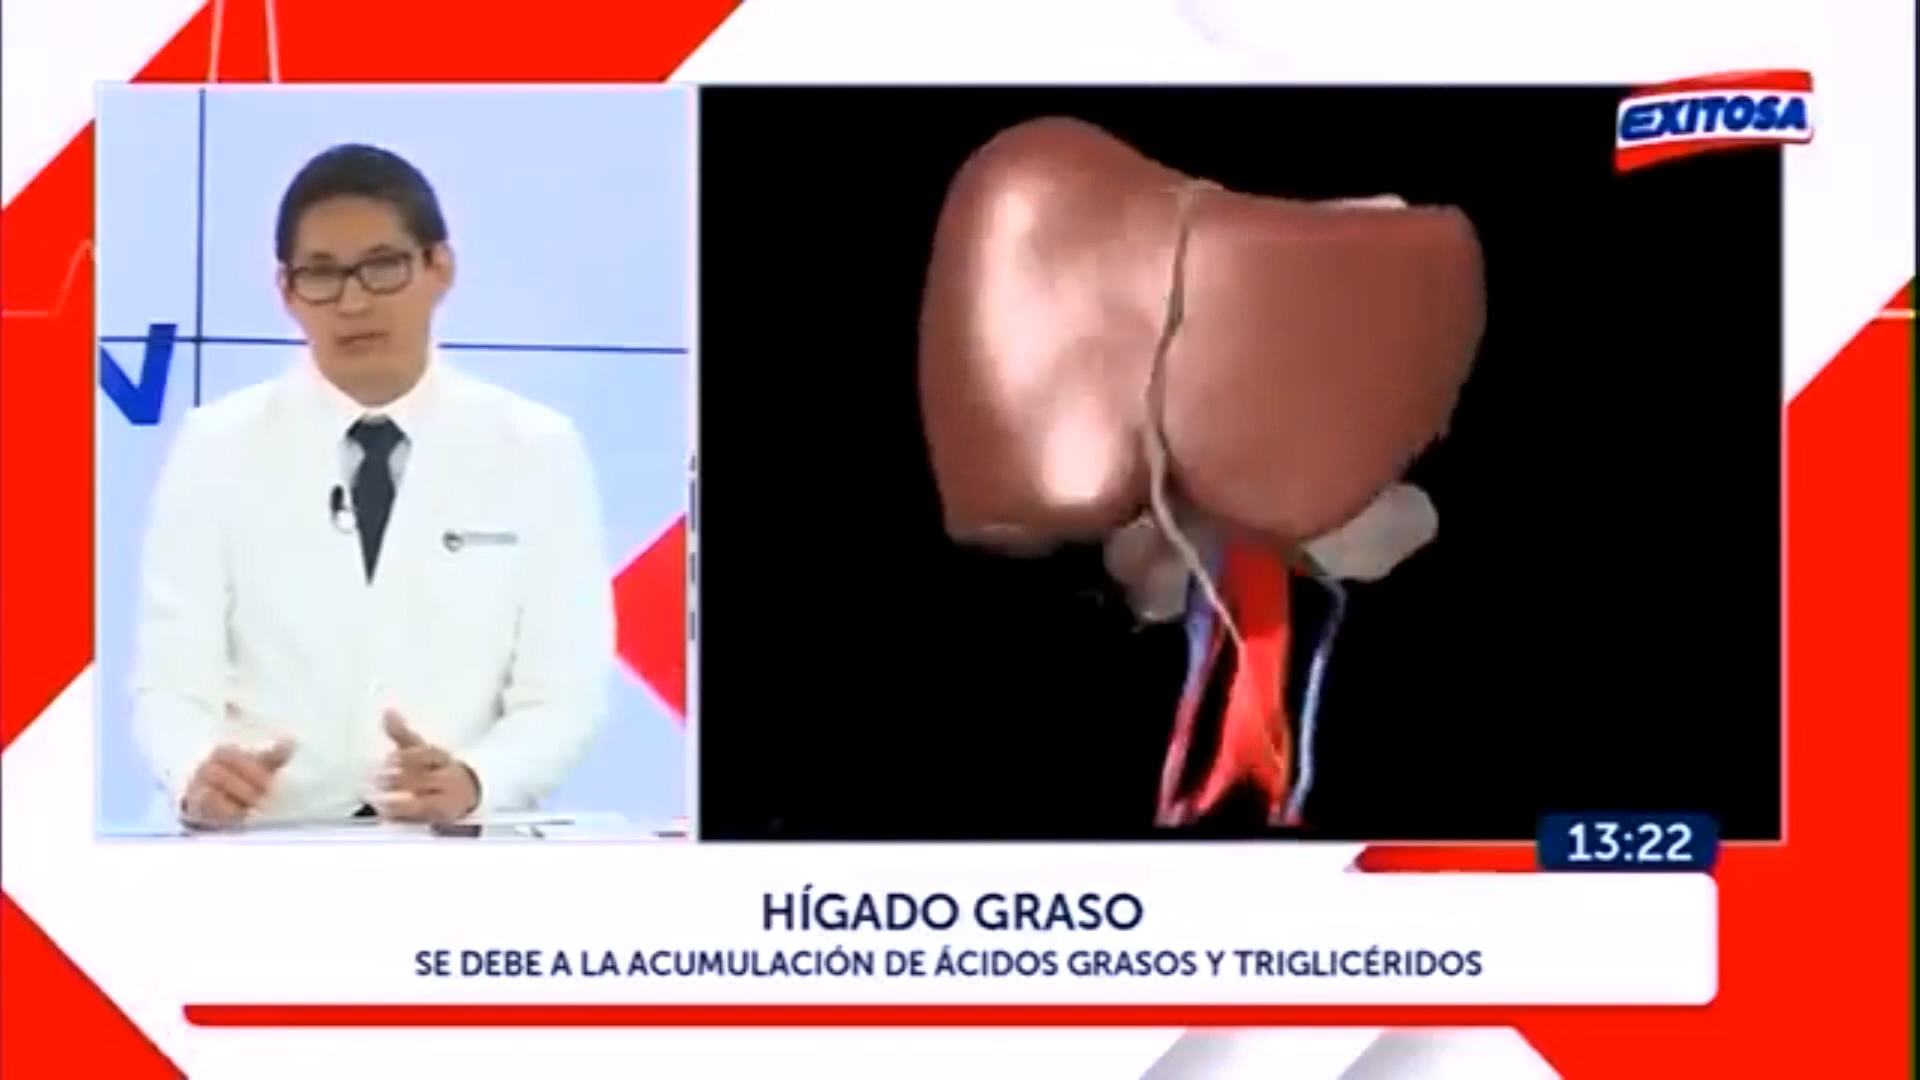 EXITOSA
13:22
HÍGADO GRASO
SE DEBE A LA ACUMULACIÓN DE ÁCIDOS GRASOS Y TRIGLICÉRIDOS